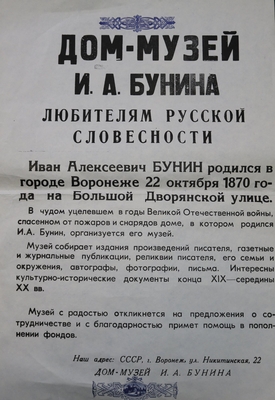 ДОМ-МУЗЕЙ
И. А. БУНИНА
ЛЮБИТЕЛЯМ РУССКОЙ
СЛОВЕСНОСТИ
Иван Алексеевич БУНИН родился в
городе Воронеже 22 октября 1870 го-
да на Большой Дворянской улице.
В чудом уцелевшем в годы Великой Отечественной войны,
спасенном от пожаров и снарядов доме, в котором родился
И.А. Бунин, организуется его музей.
Музей собирает издания произведений писателя, газетные
и журнальные публикации, реликвии писателя, его семьи и
окружения, автографы, фотографии, письма. Интересны
культурно-исторические документы конца XIX—середины
XX вв.
Музей с радостью откликнется на предложения о со-
трудничестве и с благодарностью примет помощь в попол-
нении фондов.
Наш адрес: СССР, г. Воронеж, ул. Никитинская, 22
ДОМ-МУЗЕЙ И. А. БУНИНА